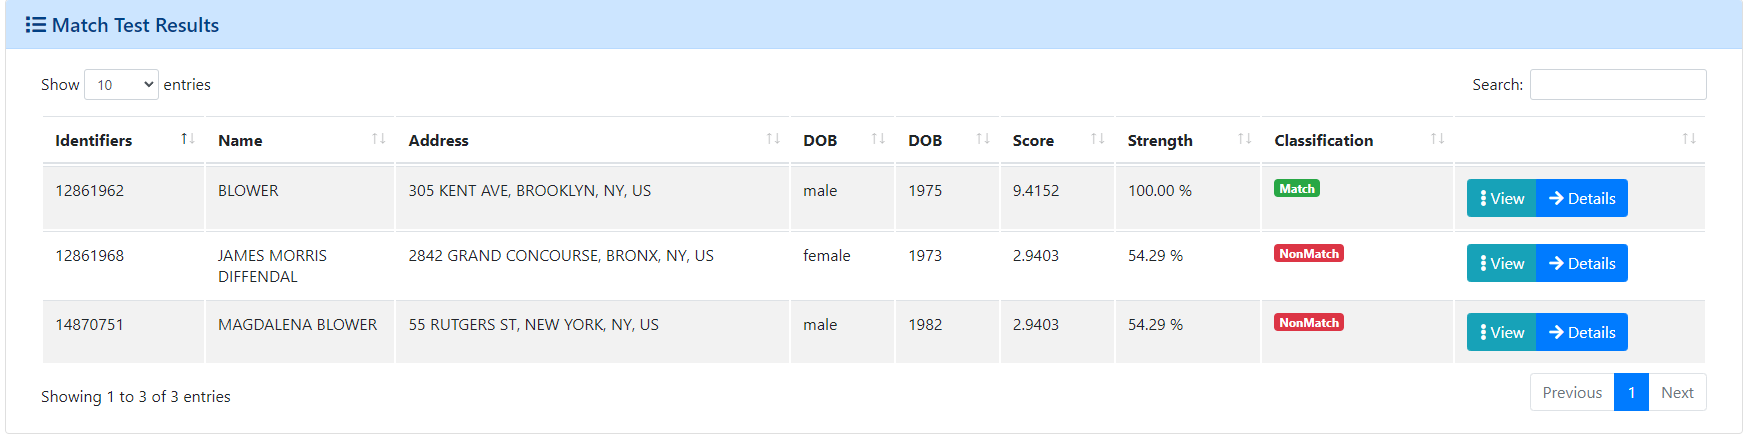 Match Test Results
Show 10 entries Search:
Identifiers Name Address DOB DOB Score Strength Classification
12861962 BLOWER 305 KENT AVE, BROOKLYN, NY, US male 1975 9.4152 100.00 % Match View Details
12861968 JAMES MORRIS 2842 GRAND CONCOURSE, BRONX, NY, US female 1973 2.9403 54.29 % NonMatch View Details
DIFFENDAL
14870751 MAGDALENA BLOWER 55 RUTGERS ST, NEW YORK, NY, US male 1982 2.9403 54.29 % NonMatch View Details
Showing 1 to 3 of 3 entries Previous 1 Next